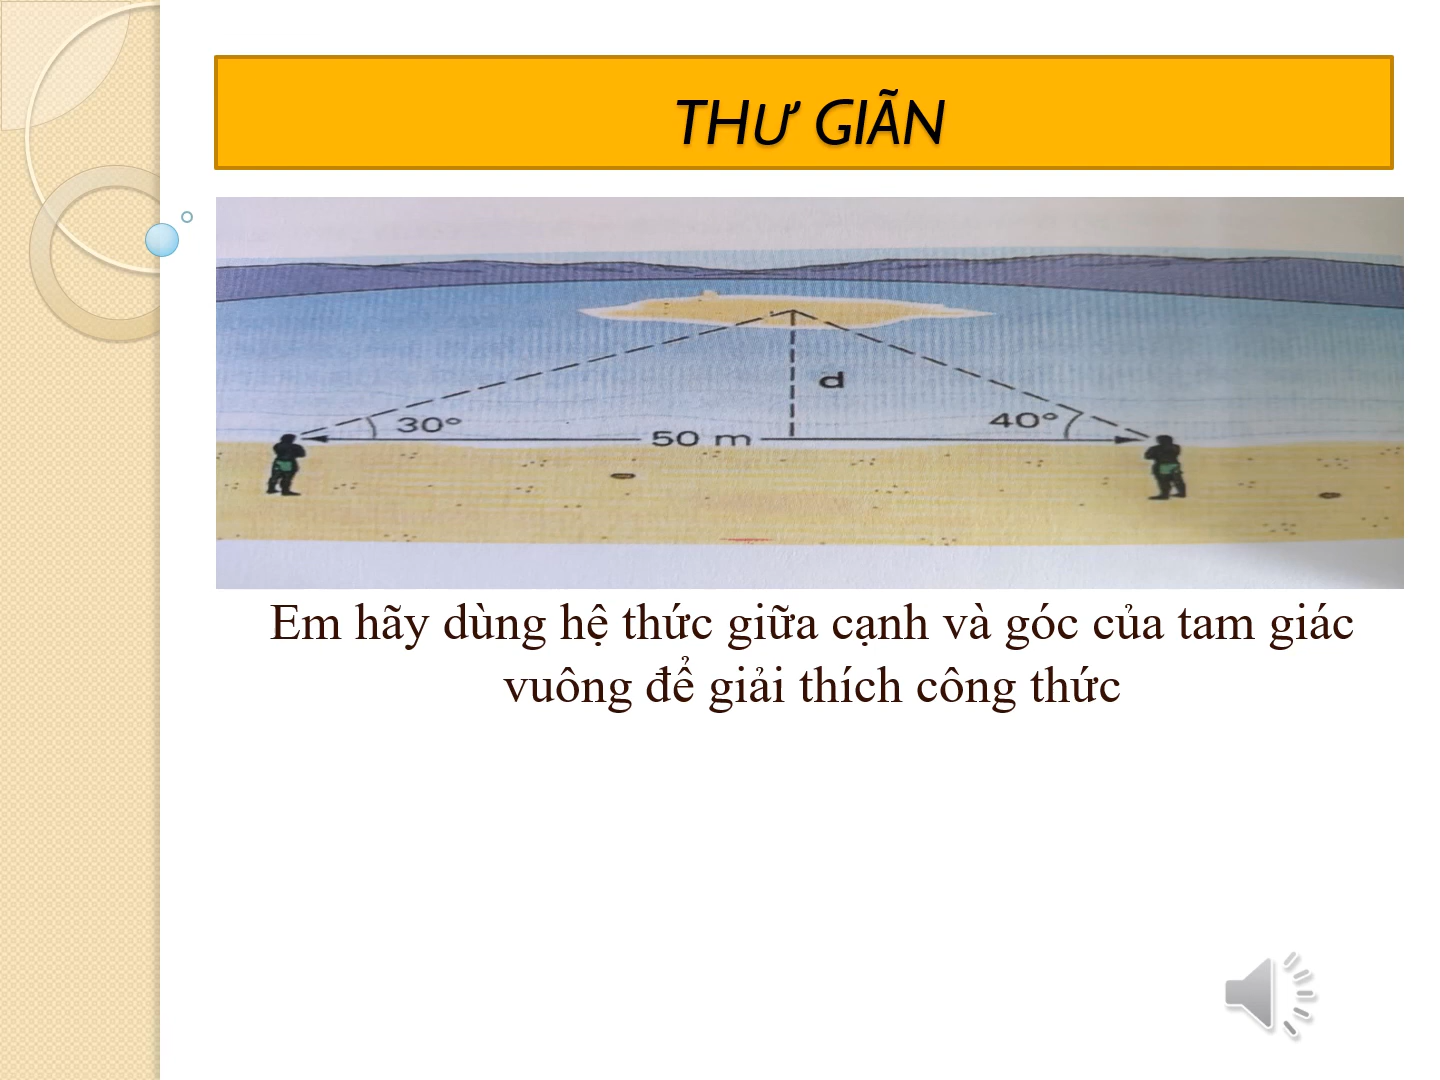 THƯ GIÃN
d
30°
40°
50 m
Em hãy dùng hệ thức giữa cạnh và góc của tam giác
vuông để giải thích công thức